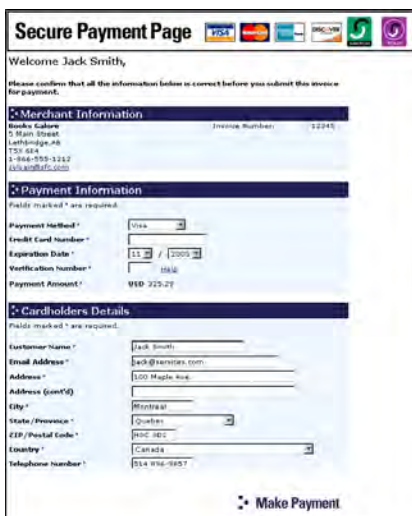 Secure Payment Page VISA
Welcome Jack Smith,
Please confirm that all the information below is correct before you submit this invoice
for payment.
Merchant Information
Books Galore Invoice Number: 12345
5 Main Street
Lethbridge, AB
1-866-555-1212
Payment Information
Fields marked * are required.
Payment Method * Visa
Credit Card Number *
Expiration Date * 11 / 2005
Verification Number * Help
Payment Amount * USD 325.27
Cardholders Details
Fields marked * are required.
Customer Name * Jack Smith
Email Address *
Address * 100 Maple Ave.
Address (cont'd)
City * Montreal
State/Province * Quebec
ZIP/Postal Code *
Country * Canada
Telephone Number * 514 696-9857
Make Payment